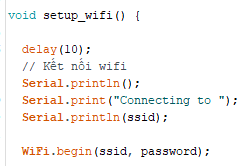 void setup_wifi() {
delay(10);
// Kết nối wifi
Serial.println();
Serial.print("Connecting to ");
Serial.println(ssid);
WiFi.begin(ssid, password);